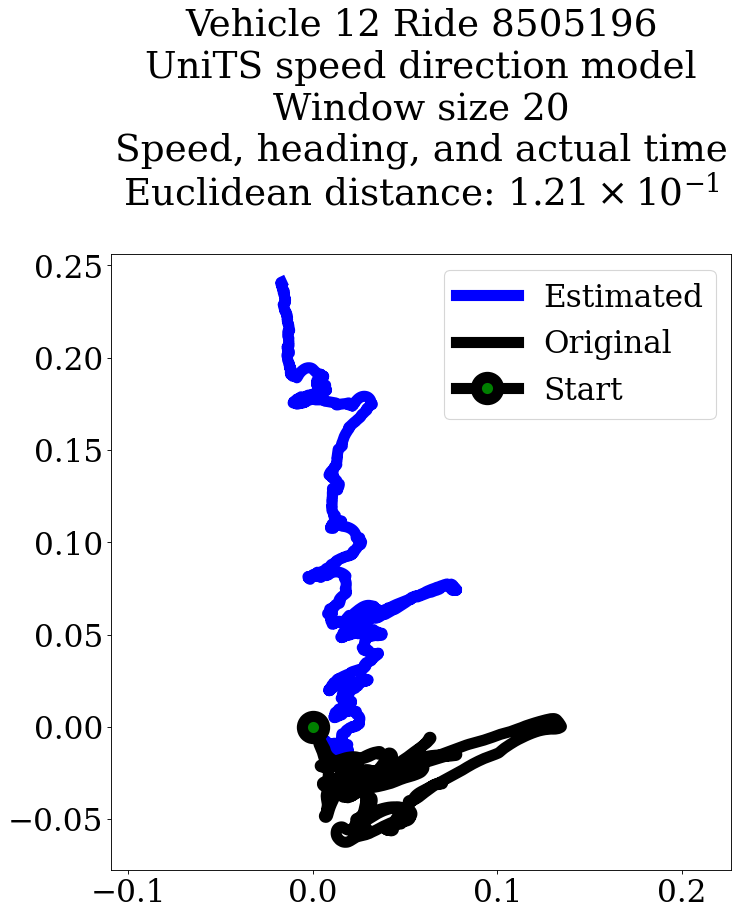 Vehicle 12 Ride 8505196
UniTS speed direction model
Window size 20
Speed, heading, and actual time
Euclidean distance: 1.21 × 10⁻¹
0.25
0.20
0.15
0.10
0.05
0.00
−0.05
−0.1
0.0
0.1
0.2
Estimated
Original
Start